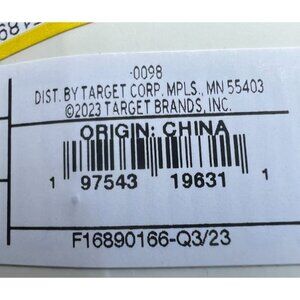 -0098
DIST. BY TARGET CORP. MPLS., MN 55403
©2023 TARGET BRANDS, INC.
ORIGIN: CHINA
1 97543 19631 1
F16890166-Q3/23